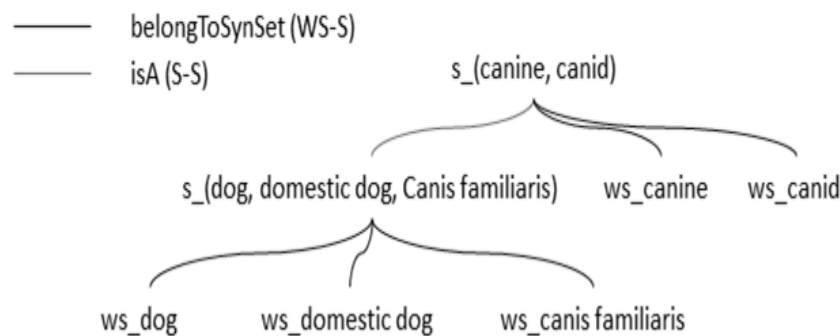 belongToSynSet (WS-S)
isA (S-S)
s_(canine, canid)
s_(dog, domestic dog, Canis familiaris)
ws_canine
ws_canid
ws_dog
ws_domestic dog
ws_canis familiaris